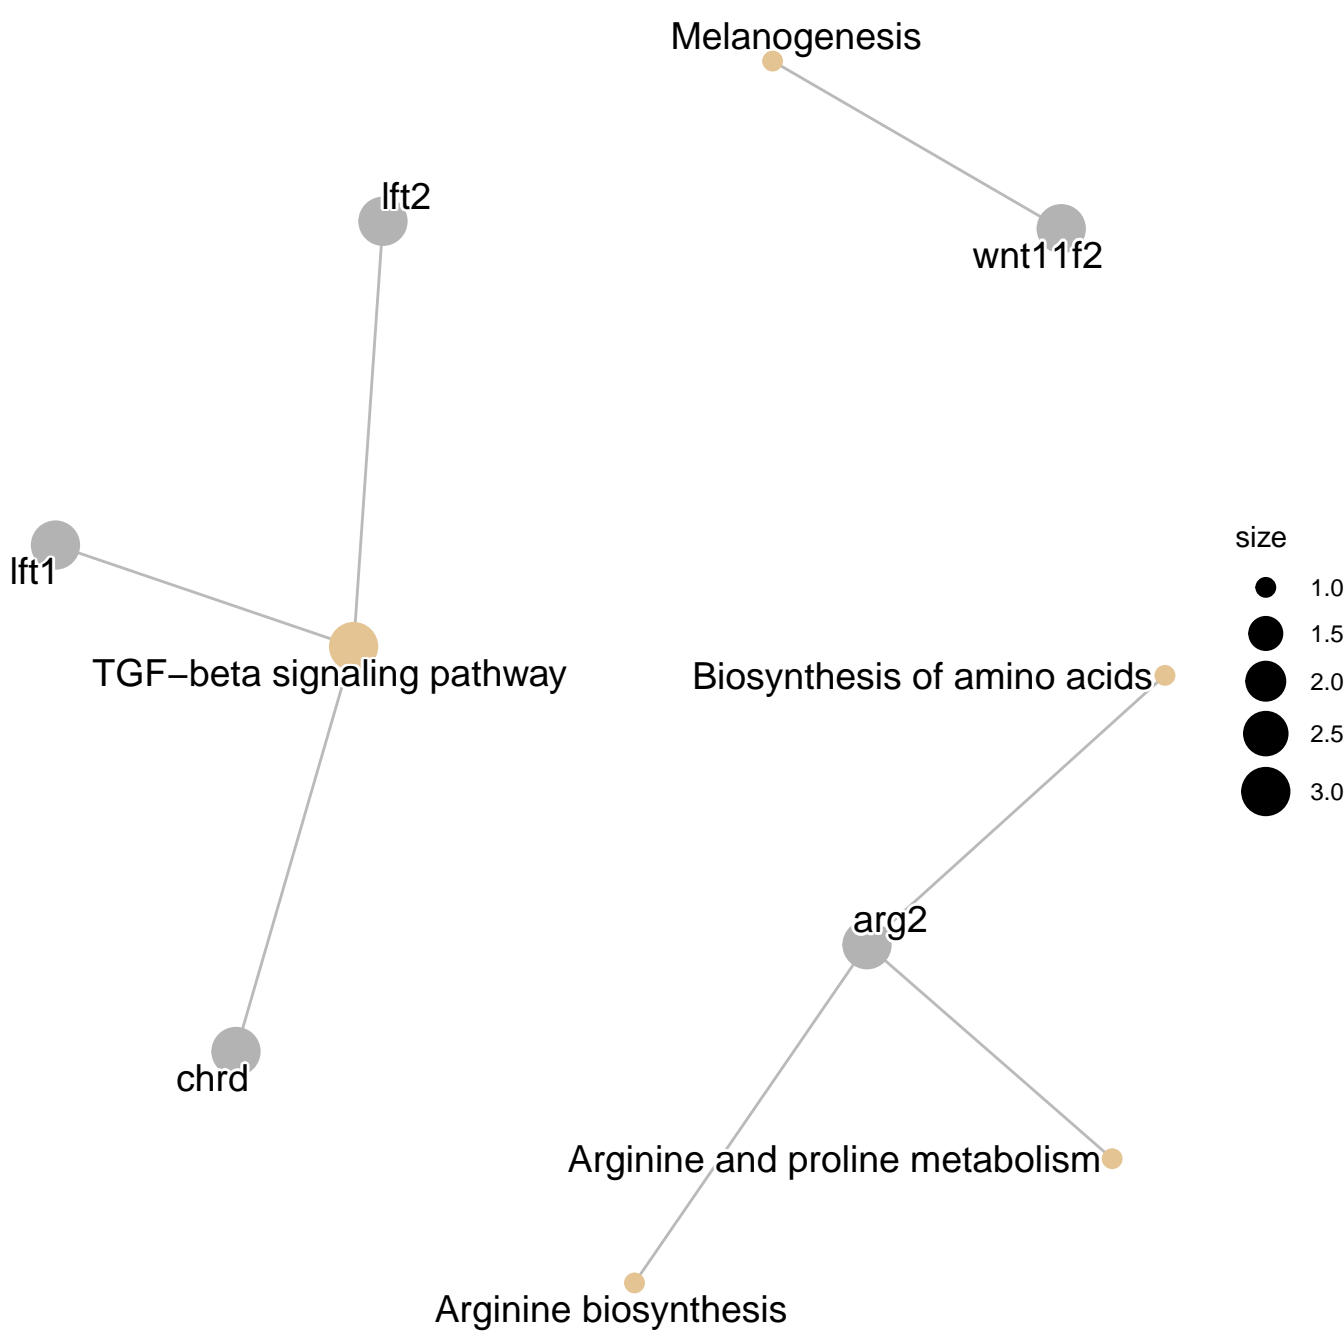 Melanogenesis
lft2
wnt11f2
size
lft1
1.0
1.5
TGF−beta signaling pathway
Biosynthesis of amino acids
2.0
2.5
3.0
arg2
chrd
Arginine and proline metabolism
Arginine biosynthesis